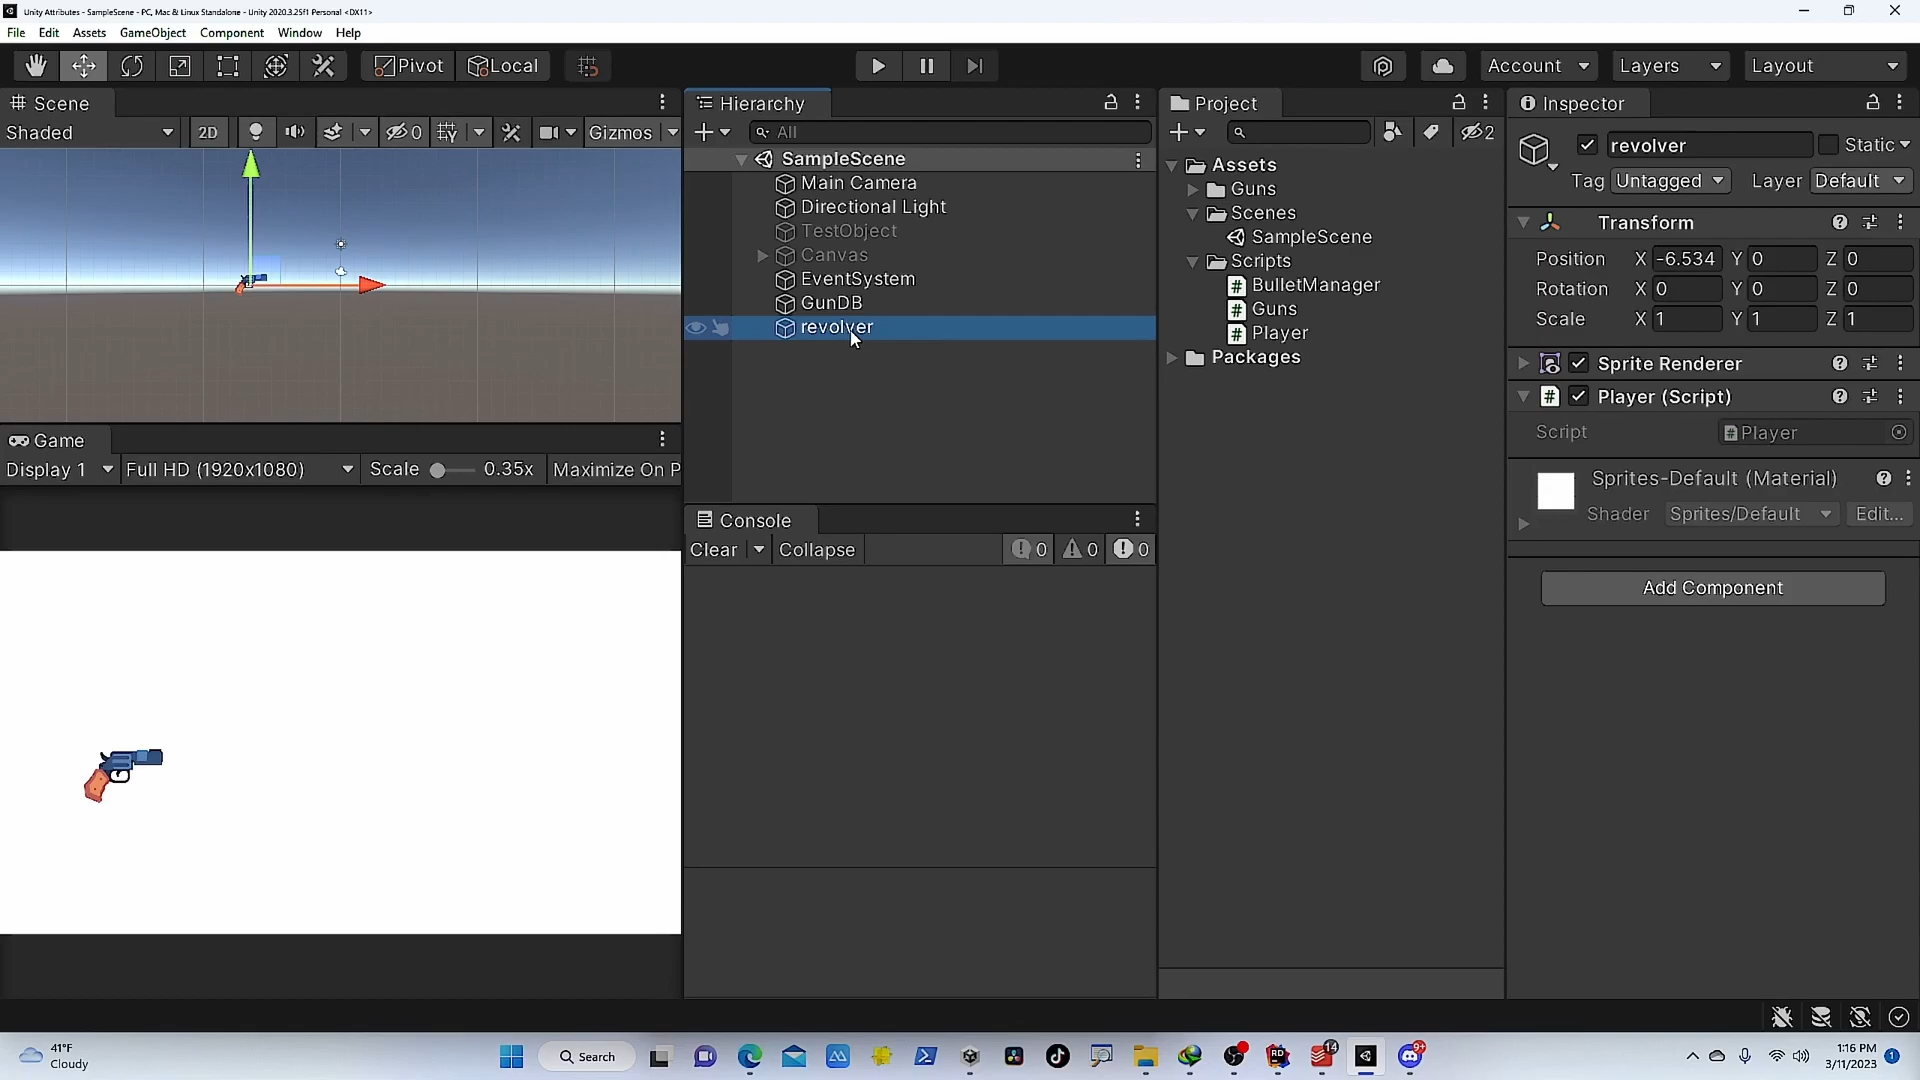 Unity Attributes - SampleScene - PC, Mac & Linux Standalone - Unity 2020.3.25f1 Personal <DX11>
File Edit Assets GameObject Component Window Help
Pivot Local Account Layers Layout
Scene
Shaded 2D 0 Gizmos
Hierarchy
All
SampleScene
Main Camera
Directional Light
TestObject
Canvas
EventSystem
GunDB
revolver
Project
2
Assets
Guns
Scenes
SampleScene
Scripts
BulletManager
Guns
Player
Packages
Inspector
revolver Static
Tag Untagged Layer Default
Transform
Position X -6.534 Y 0 Z 0
Rotation X 0 Y 0 Z 0
Scale X 1 Y 1 Z 1
Sprite Renderer
# Player (Script)
Script Player
Sprites-Default (Material)
Shader Sprites/Default Edit...
Add Component
Game
Display 1 Full HD (1920x1080) Scale 0.35x Maximize On P
Console
Clear Collapse 0 0 0
41°F
Cloudy
Search
RD
14
9+
1:16 PM
3/11/2023
1